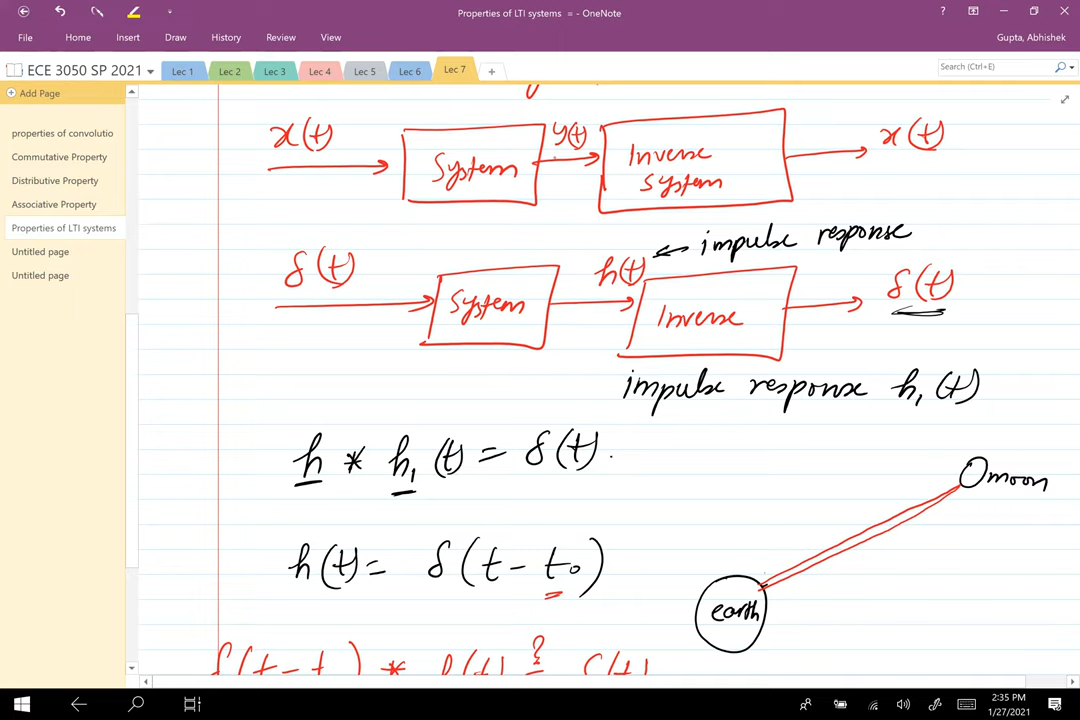 Properties of LTI systems = - OneNote
?
File Home Insert Draw History Review View
Gupta, Abhishek
ECE 3050 SP 2021
Lec 1 Lec 2 Lec 3 Lec 4 Lec 5 Lec 6 Lec 7 +
Search (Ctrl+E)
Add Page
properties of convolutio
Commutative Property
Distributive Property
Associative Property
Properties of LTI systems
Untitled page
Untitled page
x(t) System y(t) Inverse system x(t)
← impulse response
δ(t) System h(t) Inverse δ(t)
impulse response h₁(t)
h * h₁(t) = δ(t).
moon
h(t) = δ(t - t₀)
earth
2:35 PM
1/27/2021